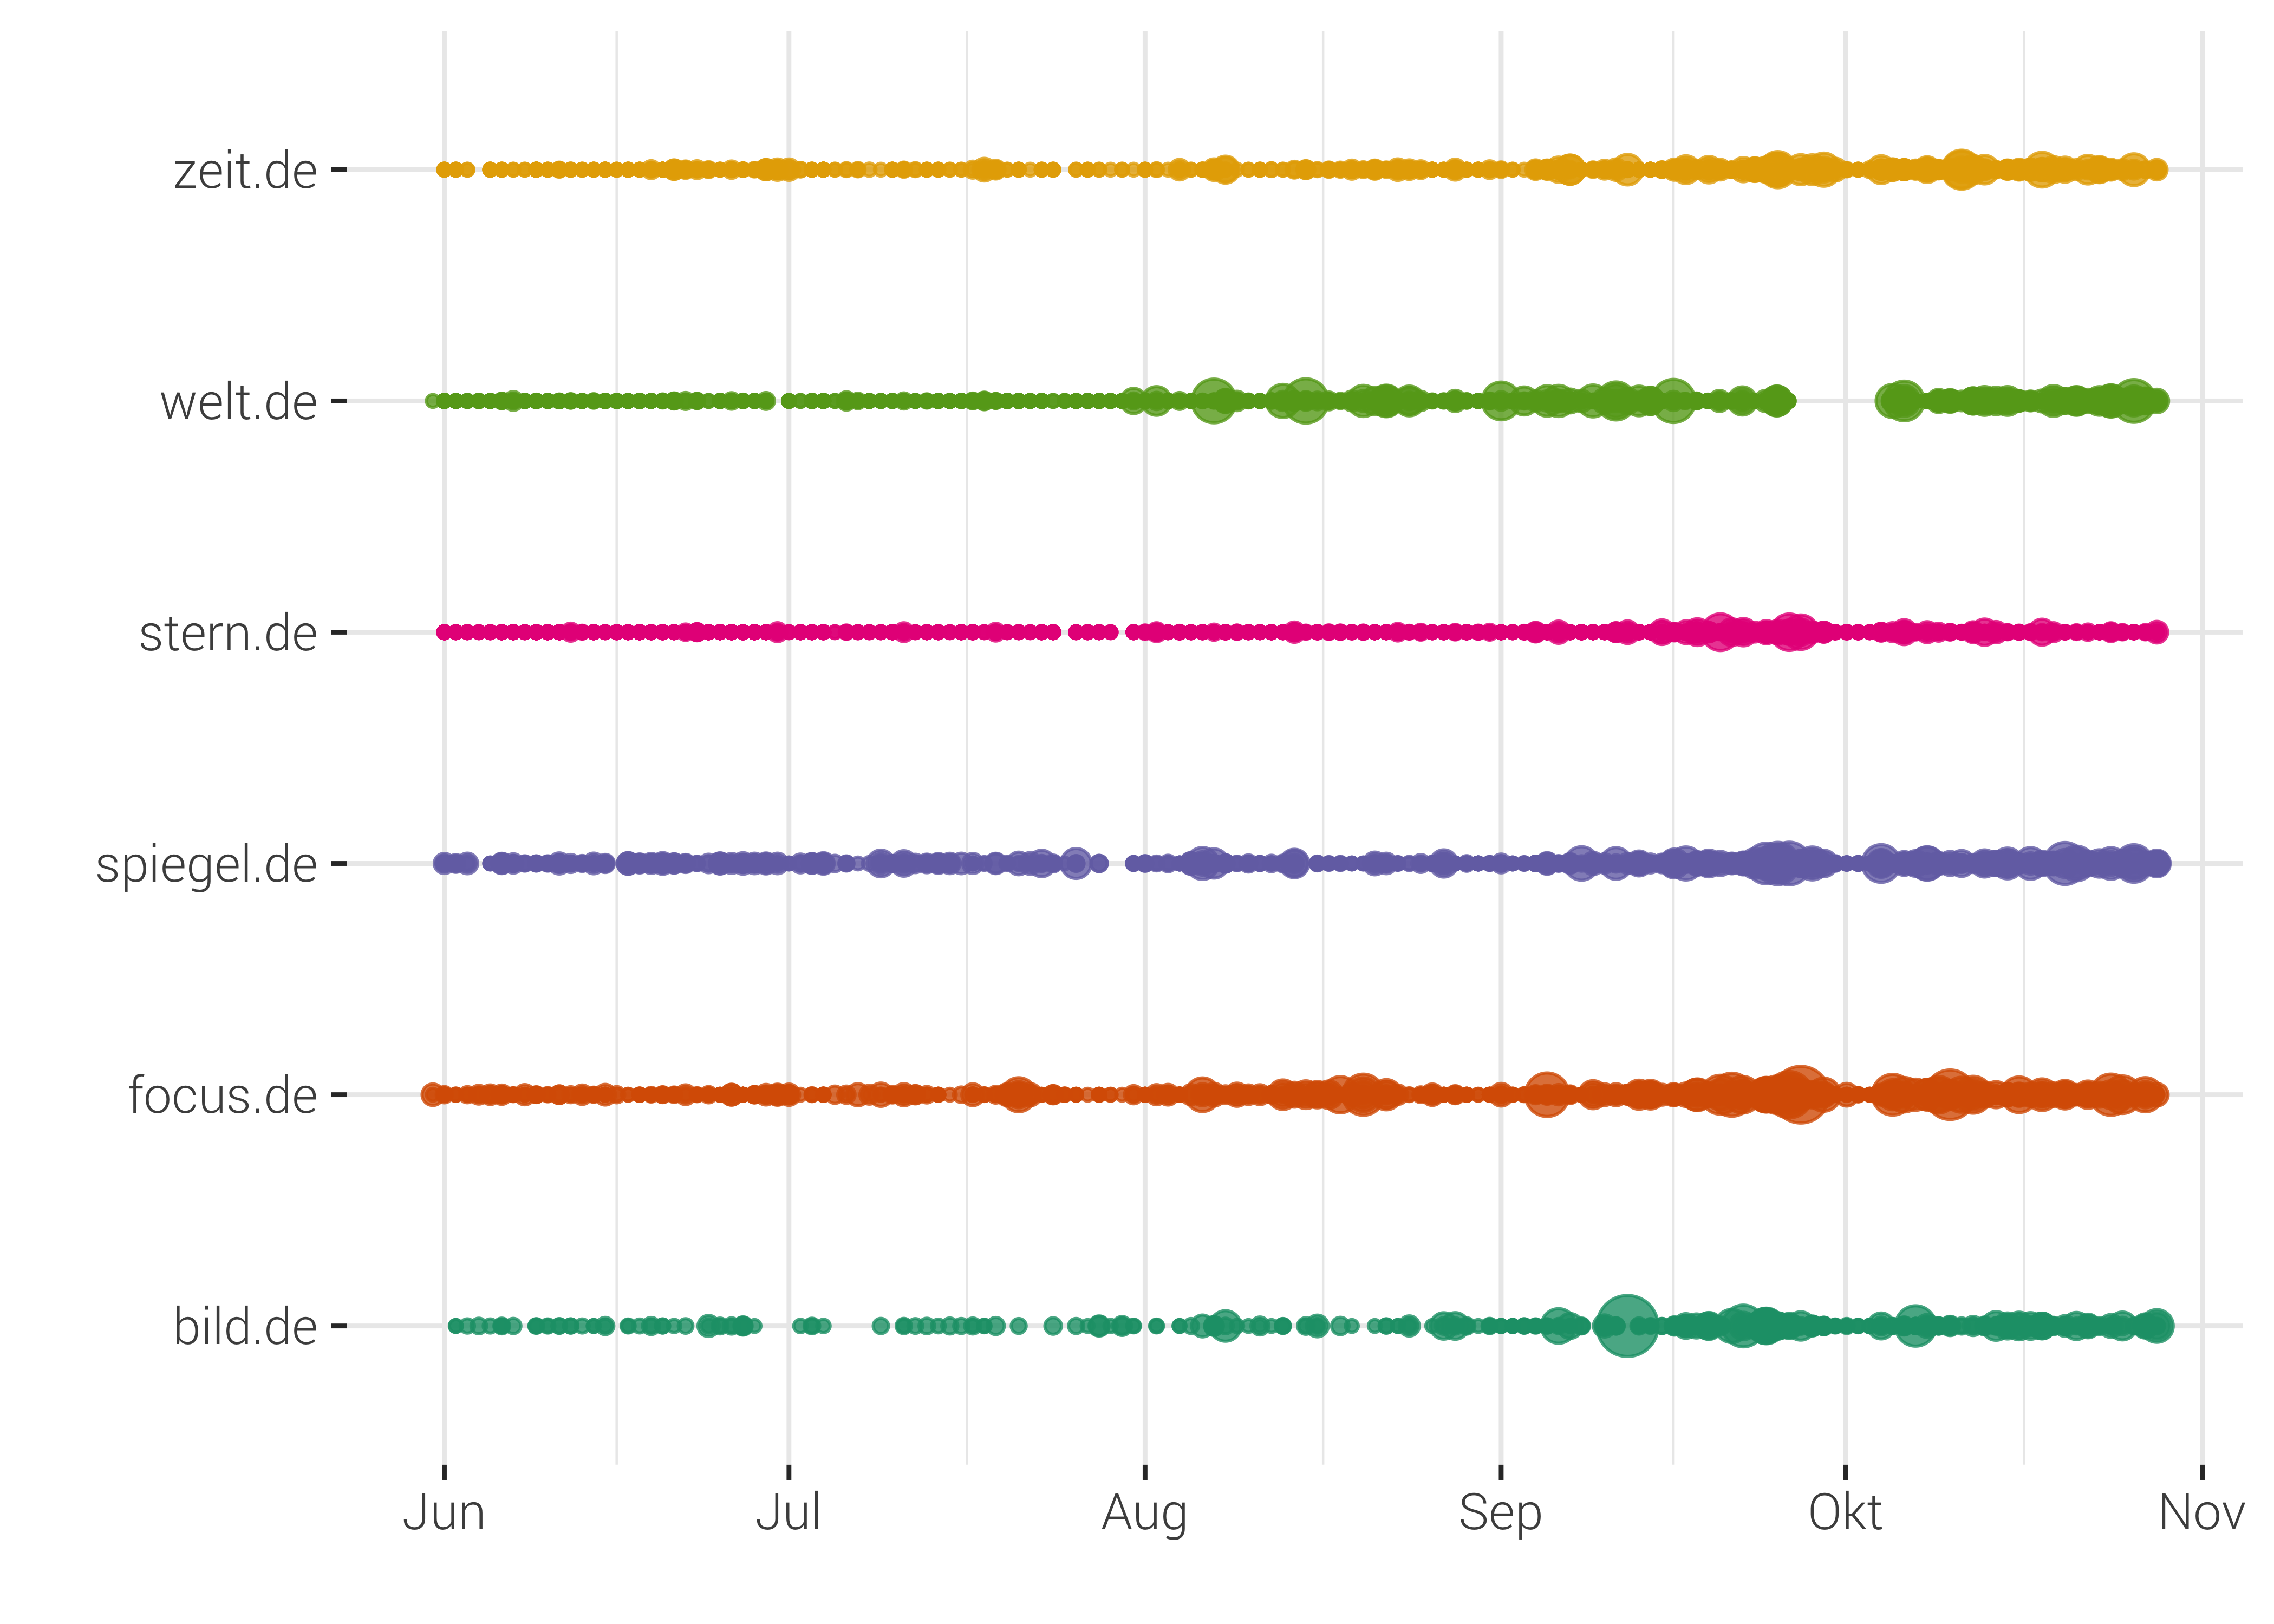 zeit.de
welt.de
stern.de
spiegel.de
focus.de
bild.de
Jun Jul Aug Sep Okt Nov